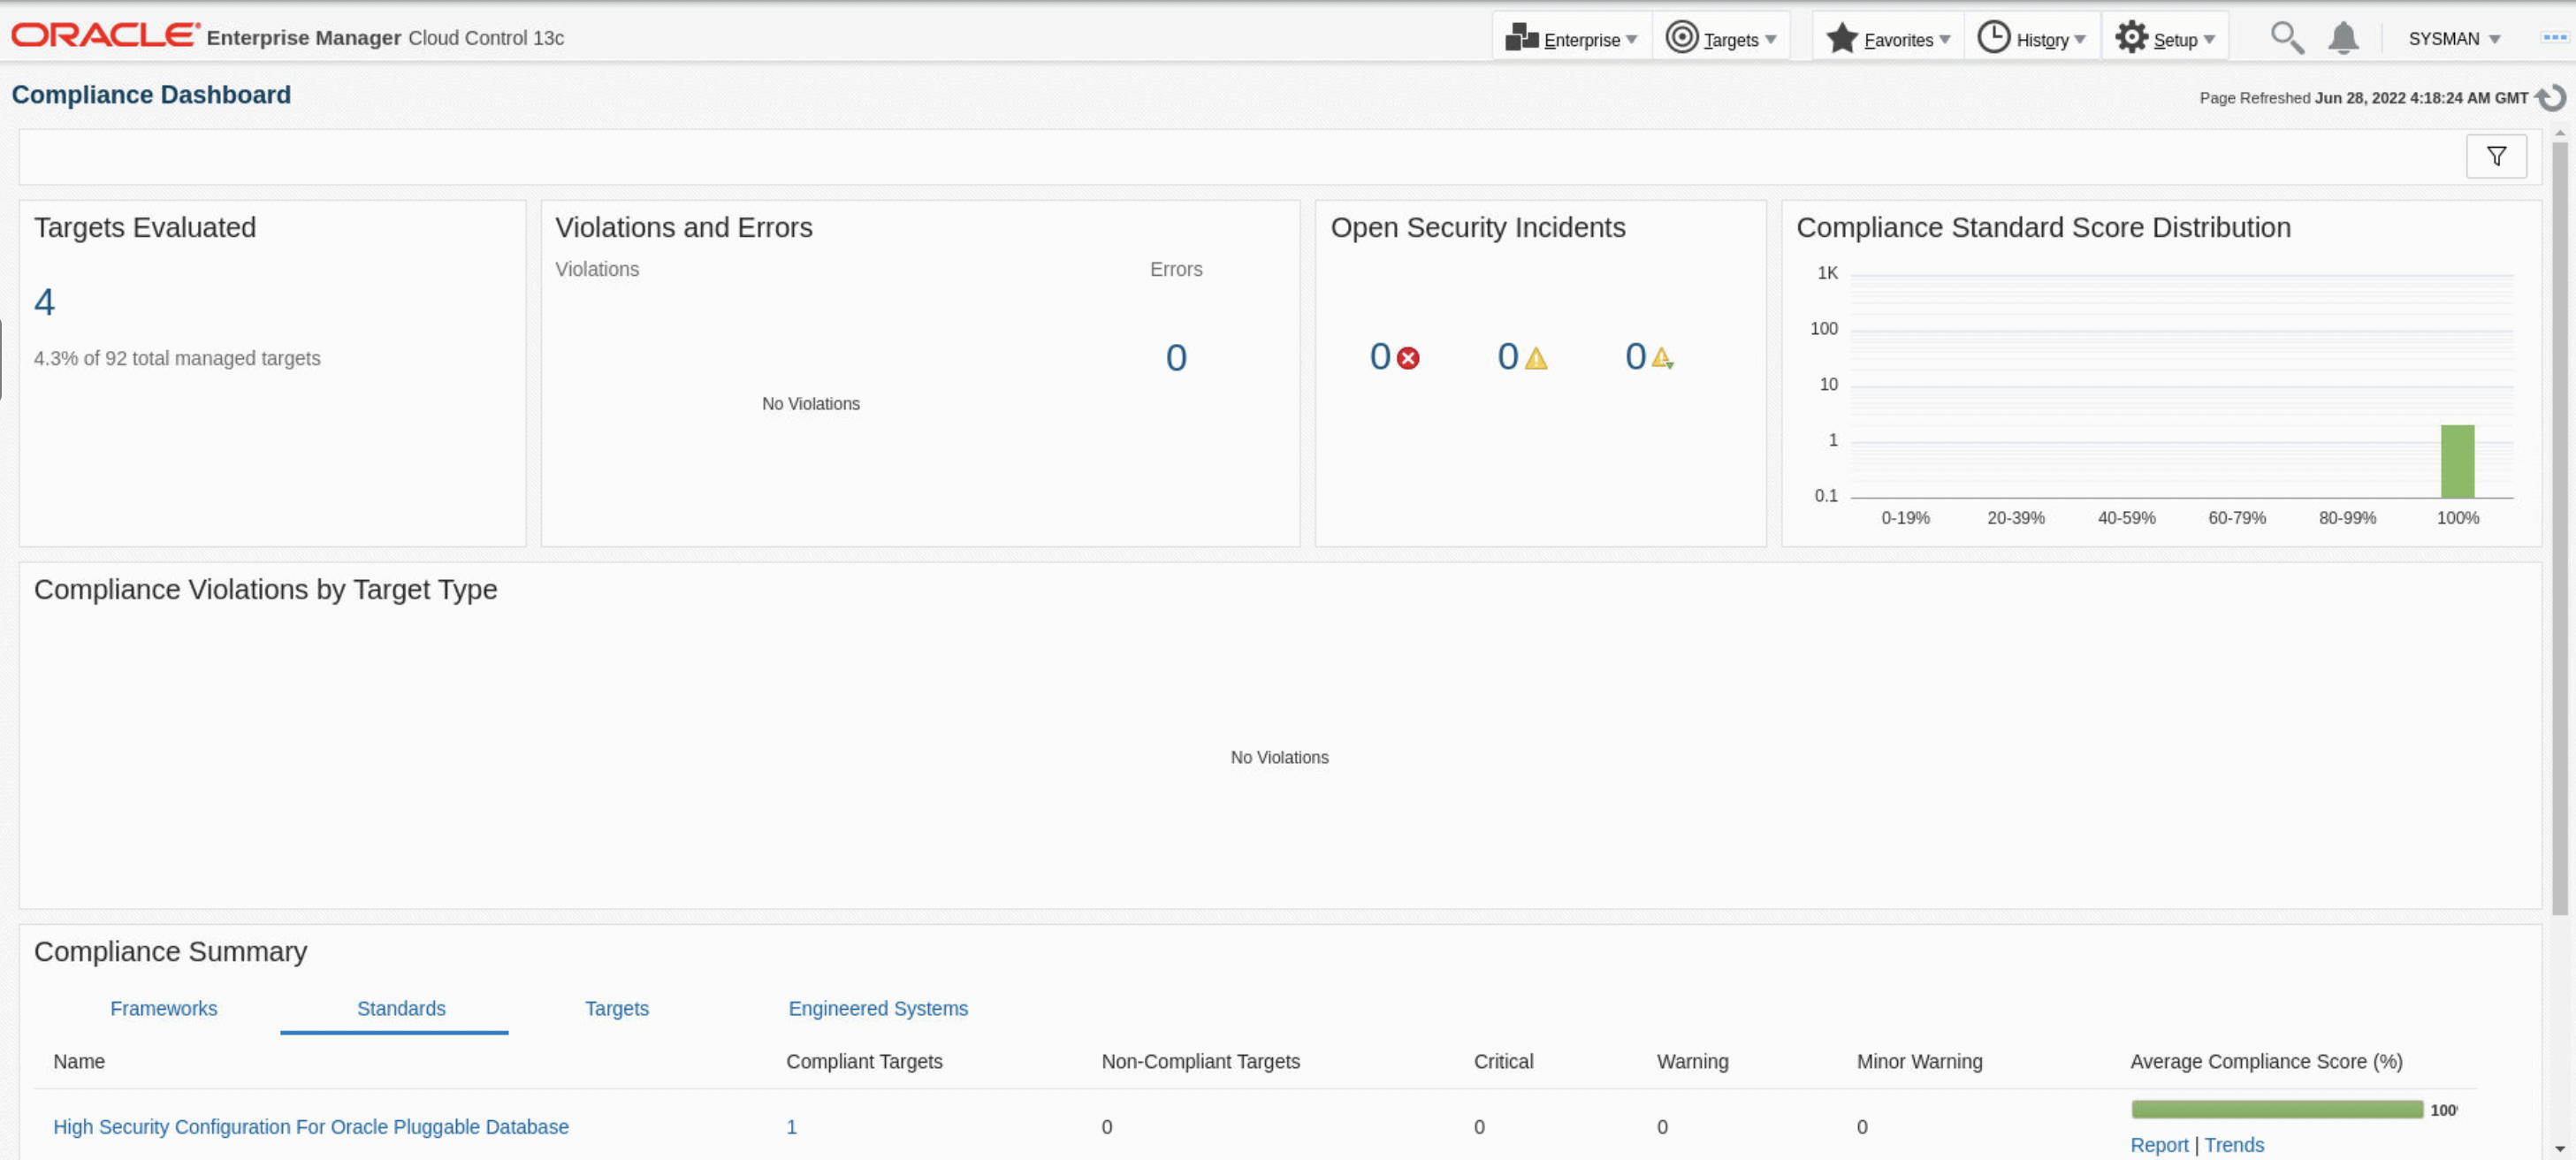 ORACLE Enterprise Manager Cloud Control 13c
Enterprise Targets Favorites History Setup SYSMAN
Compliance Dashboard
Page Refreshed Jun 28, 2022 4:18:24 AM GMT
Targets Evaluated
4
4.3% of 92 total managed targets
Violations and Errors
Violations Errors
0
No Violations
Open Security Incidents
0 0 0
Compliance Standard Score Distribution
1K
100
10
1
0.1
0-19% 20-39% 40-59% 60-79% 80-99% 100%
Compliance Violations by Target Type
No Violations
Compliance Summary
Frameworks Standards Targets Engineered Systems
Name Compliant Targets Non-Compliant Targets Critical Warning Minor Warning Average Compliance Score (%)
High Security Configuration For Oracle Pluggable Database 1 0 0 0 0 100
Report | Trends